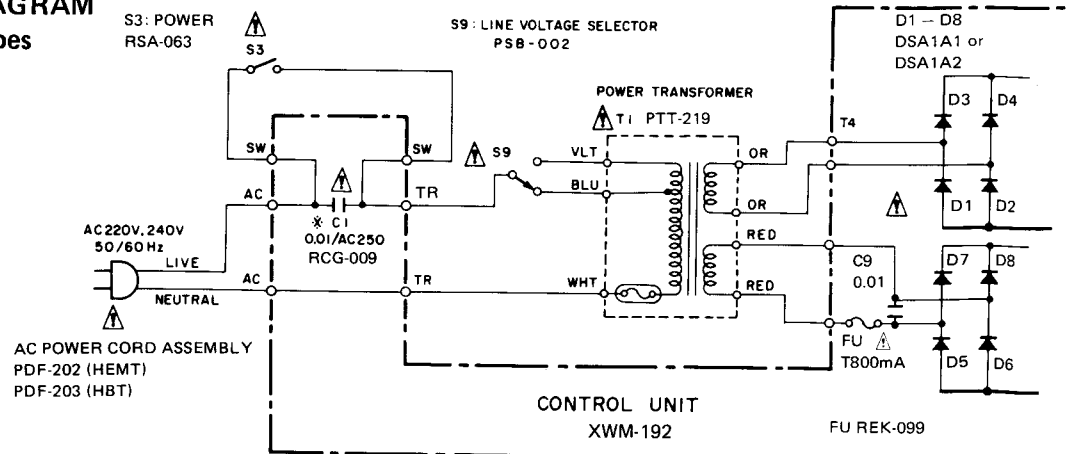 AGRAM
pes
S3: POWER
RSA-063
S3
S9: LINE VOLTAGE SELECTOR
PSB-002
D1 – D8
DSA1A1 or
DSA1A2
D3
D4
POWER TRANSFORMER
T1 PTT-219
T4
SW
SW
S9
VLT
OR
AC
TR
BLU
D1
D2
※ C1
0.01/AC250
RCG-009
OR
AC220V, 240V
50/60Hz
LIVE
NEUTRAL
AC
TR
WHT
RED
RED
C9
0.01
D7
D8
FU
T800mA
D5
D6
AC POWER CORD ASSEMBLY
PDF-202 (HEMT)
PDF-203 (HBT)
CONTROL UNIT
XWM-192
FU REK-099